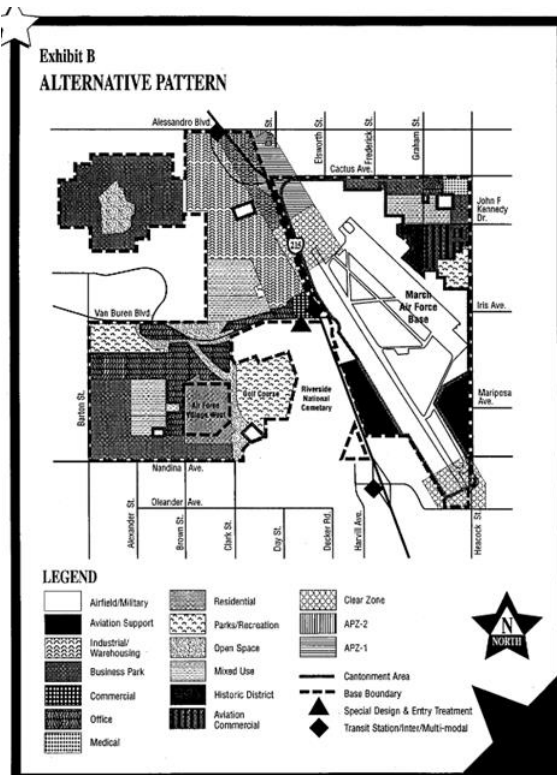 Exhibit B
ALTERNATIVE PATTERN
Alessandro Blvd.
Day St.
Elsworth St.
Frederick St.
Graham St.
Cactus Ave.
John F
Kennedy
Dr.
215
March
Air Force
Base
Iris Ave.
Van Buren Blvd.
Barton St.
Air Force
Village West
Golf Course
Riverside
National
Cemetary
Mariposa
Ave.
Nandina Ave.
Oleander Ave.
Alexander St.
Brown St.
Clark St.
Day St.
Decker Rd.
Harvill Ave.
Heacock St.
LEGEND
Airfield/Military
Aviation Support
Industrial/
Warehousing
Business Park
Commercial
Office
Medical
Residential
Parks/Recreation
Open Space
Mixed Use
Historic District
Aviation
Commercial
Clear Zone
APZ-2
APZ-1
Cantonment Area
Base Boundary
Special Design & Entry Treatment
Transit Station/Inter/Multi-modal
N
NORTH